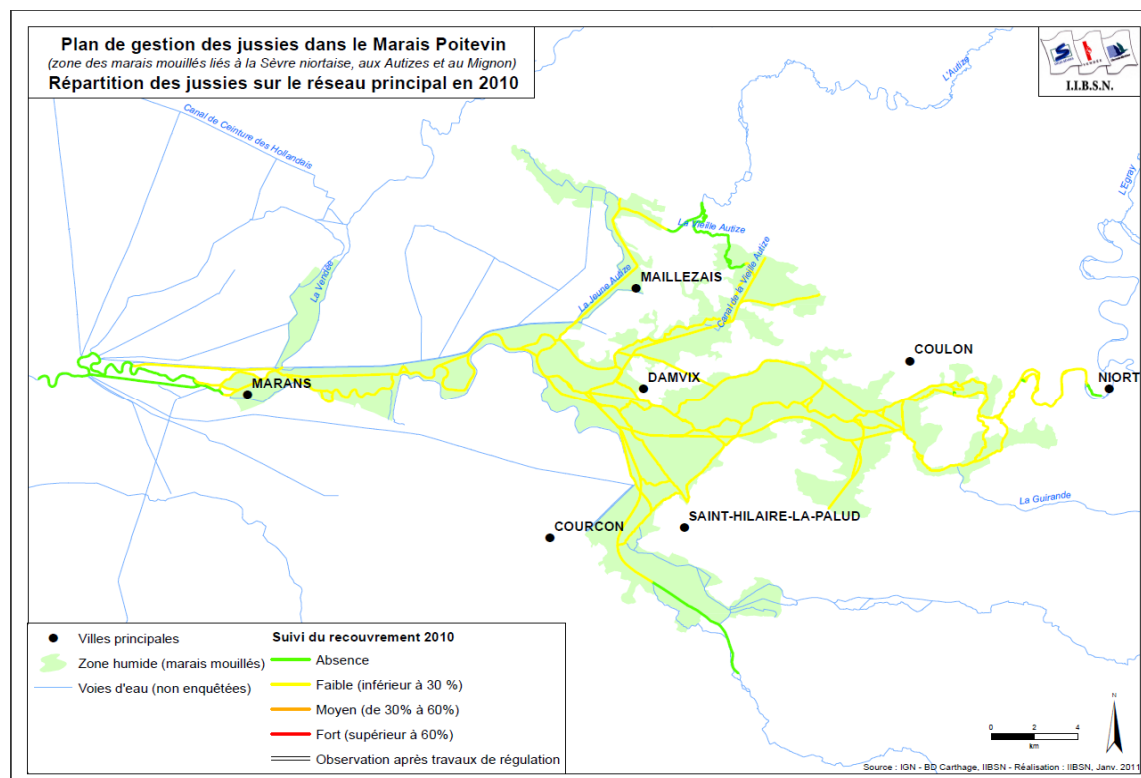 Plan de gestion des jussies dans le Marais Poitevin
(zone des marais mouillés liés à la Sèvre niortaise, aux Autizes et au Mignon)
Répartition des jussies sur le réseau principal en 2010
I.I.B.S.N.
L'Autize
Canal de Ceinture des Hollandais
L'Egray
La Vieille Autize
La Vendée
MAILLEZAIS
La Jeune Autize
Canal de la Vieille Autize
COULON
MARANS
DAMVIX
NIORT
La Guirande
SAINT-HILAIRE-LA-PALUD
COURCON
Villes principales
Zone humide (marais mouillés)
Voies d'eau (non enquêtées)
Suivi du recouvrement 2010
Absence
Faible (inférieur à 30 %)
Moyen (de 30% à 60%)
Fort (supérieur à 60%)
Observation après travaux de régulation
0 2 4
km
Source : IGN - BD Carthage, IIBSN - Réalisation : IIBSN, Janv. 2011